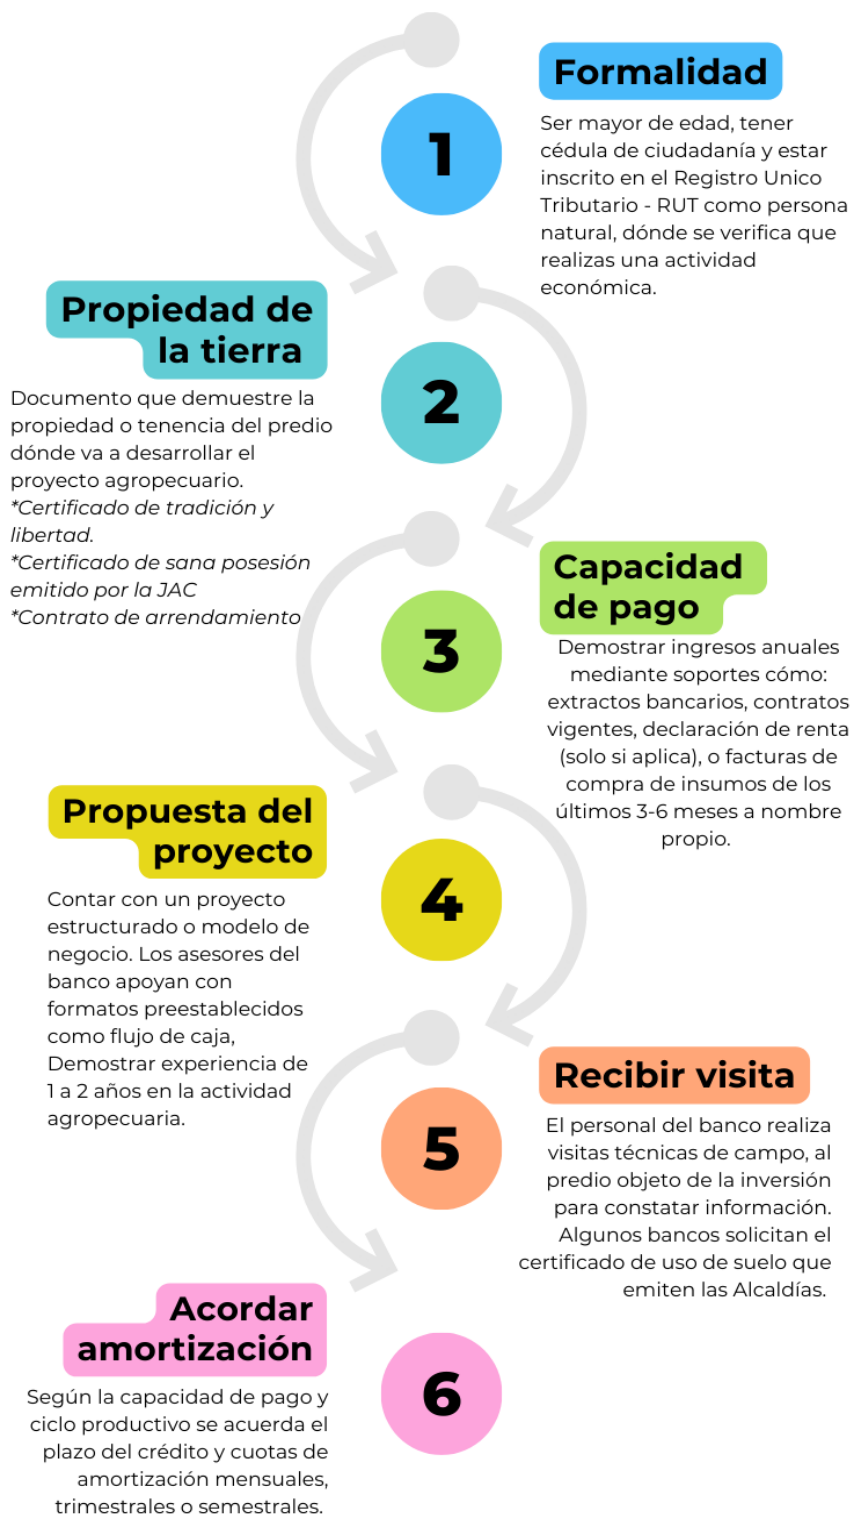 1
Formalidad
Ser mayor de edad, tener
cédula de ciudadanía y estar
inscrito en el Registro Unico
Tributario - RUT como persona
natural, dónde se verifica que
realizas una actividad
económica.
2
Propiedad de
la tierra
Documento que demuestre la
propiedad o tenencia del predio
dónde va a desarrollar el
proyecto agropecuario.
*Certificado de tradición y
libertad.
*Certificado de sana posesión
emitido por la JAC
*Contrato de arrendamiento
3
Capacidad
de pago
Demostrar ingresos anuales
mediante soportes cómo:
extractos bancarios, contratos
vigentes, declaración de renta
(solo si aplica), o facturas de
compra de insumos de los
últimos 3-6 meses a nombre
propio.
4
Propuesta del
proyecto
Contar con un proyecto
estructurado o modelo de
negocio. Los asesores del
banco apoyan con
formatos preestablecidos
como flujo de caja,
Demostrar experiencia de
1 a 2 años en la actividad
agropecuaria.
5
Recibir visita
El personal del banco realiza
visitas técnicas de campo, al
predio objeto de la inversión
para constatar información.
Algunos bancos solicitan el
certificado de uso de suelo que
emiten las Alcaldías.
6
Acordar
amortización
Según la capacidad de pago y
ciclo productivo se acuerda el
plazo del crédito y cuotas de
amortización mensuales,
trimestrales o semestrales.